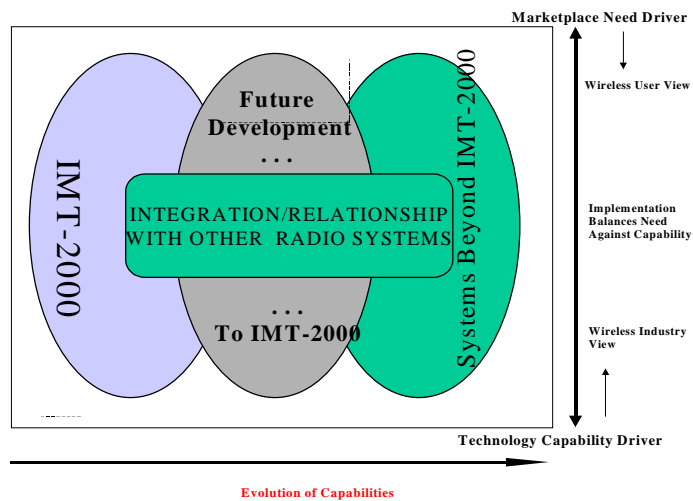 Marketplace Need Driver
Wireless User View
Future
Development
. . .
IMT-2000
INTEGRATION/RELATIONSHIP
WITH OTHER RADIO SYSTEMS
Systems Beyond IMT-2000
Implementation
Balances Need
Against Capability
. . .
To IMT-2000
Wireless Industry
View
Technology Capability Driver
Evolution of Capabilities